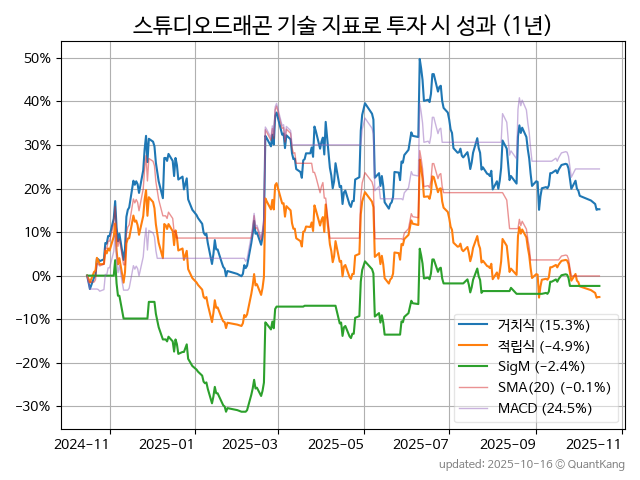 스튜디오드래곤 기술 지표로 투자 시 성과 (1년)
50%
40%
30%
20%
10%
0%
−10%
−20%
−30%
거치식 (15.3%)
적립식 (−4.9%)
SigM (−2.4%)
SMA(20) (−0.1%)
MACD (24.5%)
2024-11 2025-01 2025-03 2025-05 2025-07 2025-09 2025-11
updated: 2025-10-16 © QuantKang